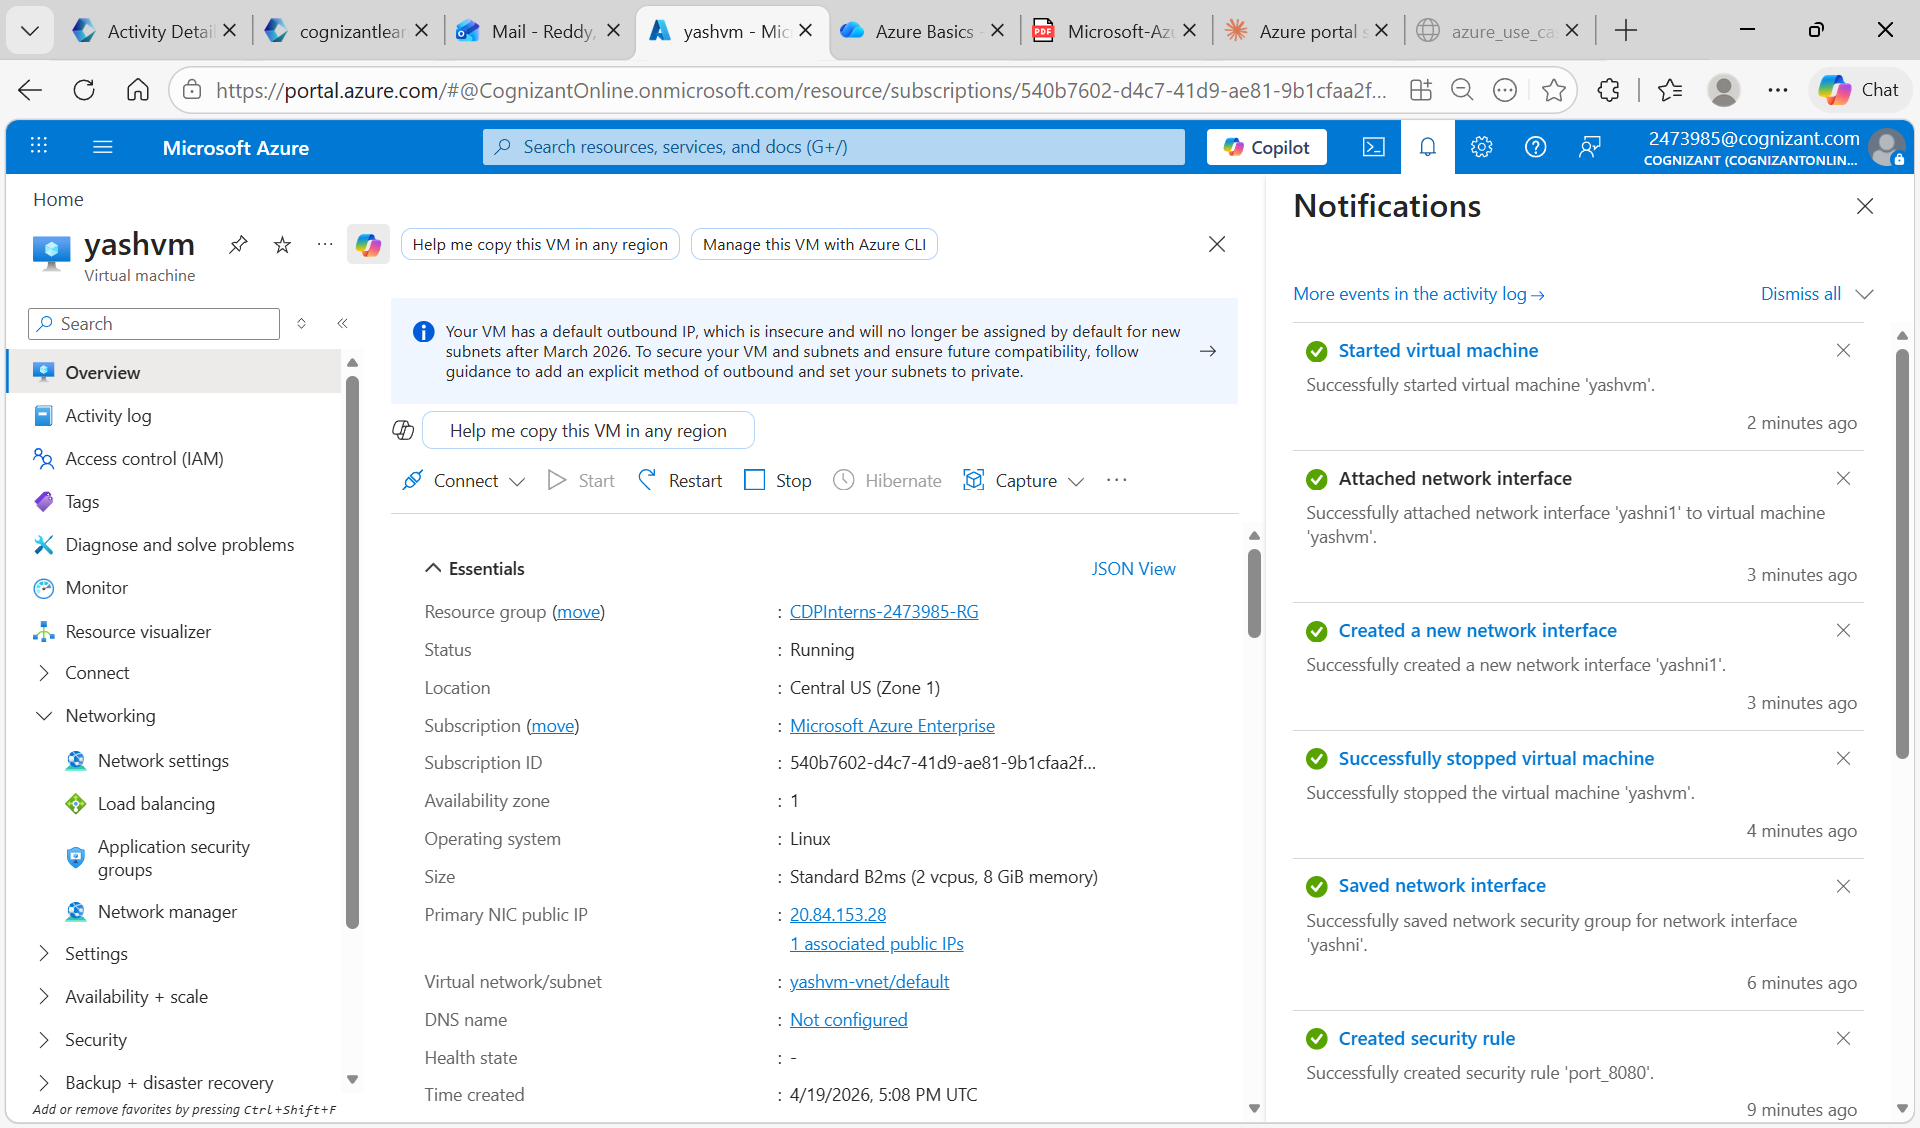 Activity Detai
cognizantlear
Mail - Reddy,
yashvm - Mic
Azure Basics -
Microsoft-Azu
Azure portal s
azure_use_ca
https://portal.azure.com/#@CognizantOnline.onmicrosoft.com/resource/subscriptions/540b7602-d4c7-41d9-ae81-9b1cfaa2f...
Chat
Microsoft Azure
Search resources, services, and docs (G+/)
Copilot
2473985@cognizant.com
COGNIZANT (COGNIZANTONLIN...
Home
yashvm
Virtual machine
Help me copy this VM in any region
Manage this VM with Azure CLI
Search
Overview
Activity log
Access control (IAM)
Tags
Diagnose and solve problems
Monitor
Resource visualizer
Connect
Networking
Network settings
Load balancing
Application security
groups
Network manager
Settings
Availability + scale
Security
Backup + disaster recovery
Add or remove favorites by pressing Ctrl+Shift+F
Your VM has a default outbound IP, which is insecure and will no longer be assigned by default for new
subnets after March 2026. To secure your VM and subnets and ensure future compatibility, follow
guidance to add an explicit method of outbound and set your subnets to private.
Help me copy this VM in any region
Connect
Start
Restart
Stop
Hibernate
Capture
Essentials
JSON View
Resource group (move) : CDPInterns-2473985-RG
Status : Running
Location : Central US (Zone 1)
Subscription (move) : Microsoft Azure Enterprise
Subscription ID : 540b7602-d4c7-41d9-ae81-9b1cfaa2f...
Availability zone : 1
Operating system : Linux
Size : Standard B2ms (2 vcpus, 8 GiB memory)
Primary NIC public IP : 20.84.153.28
1 associated public IPs
Virtual network/subnet : yashvm-vnet/default
DNS name : Not configured
Health state : -
Time created : 4/19/2026, 5:08 PM UTC
Notifications
More events in the activity log →
Dismiss all
Started virtual machine
Successfully started virtual machine 'yashvm'.
2 minutes ago
Attached network interface
Successfully attached network interface 'yashni1' to virtual machine
'yashvm'.
3 minutes ago
Created a new network interface
Successfully created a new network interface 'yashni1'.
3 minutes ago
Successfully stopped virtual machine
Successfully stopped the virtual machine 'yashvm'.
4 minutes ago
Saved network interface
Successfully saved network security group for network interface
'yashni'.
6 minutes ago
Created security rule
Successfully created security rule 'port_8080'.
9 minutes ago